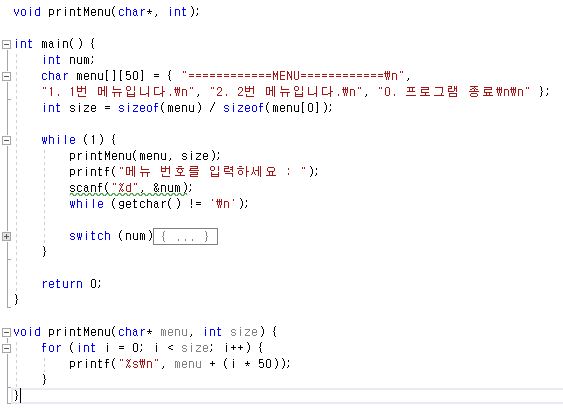 void printMenu(char*, int);
int main() {
int num;
char menu[][50] = { "============MENU============₩n",
"1. 1번 메뉴입니다.₩n", "2. 2번 메뉴입니다.₩n", "0. 프로그램 종료₩n₩n" };
int size = sizeof(menu) / sizeof(menu[0]);
while (1) {
printMenu(menu, size);
printf("메뉴 번호를 입력하세요 : ");
scanf("%d", &num);
while (getchar() != '₩n');
switch (num){ ... }
}
return 0;
}
void printMenu(char* menu, int size) {
for (int i = 0; i < size; i++) {
printf("%s₩n", menu + (i * 50));
}
}